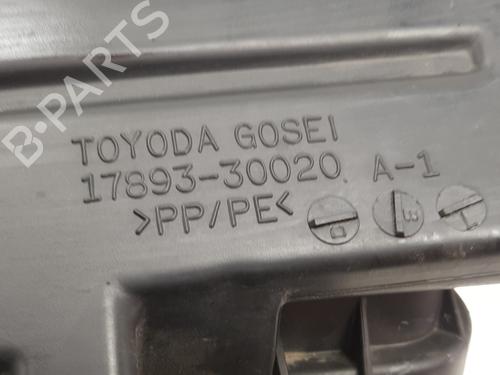 B-PARTS
TOYODA GOSEI
17893-30020 A-1
>PP/PE<